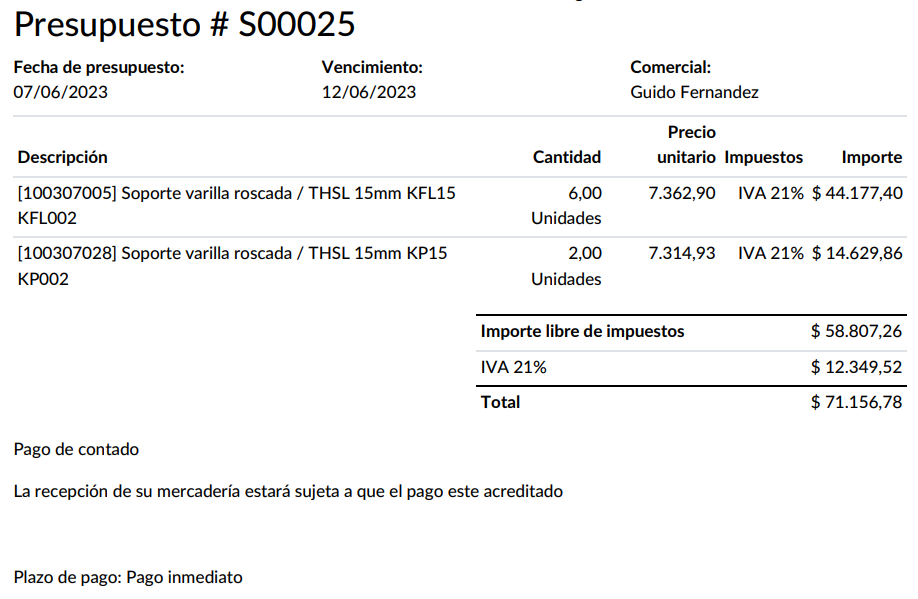 Presupuesto # S00025
Fecha de presupuesto: Vencimiento: Comercial:
07/06/2023 12/06/2023 Guido Fernandez
Precio
Descripción Cantidad unitario Impuestos Importe
[100307005] Soporte varilla roscada / THSL 15mm KFL15 6,00 7.362,90 IVA 21% $ 44.177,40
KFL002 Unidades
[100307028] Soporte varilla roscada / THSL 15mm KP15 2,00 7.314,93 IVA 21% $ 14.629,86
KP002 Unidades
Importe libre de impuestos $ 58.807,26
IVA 21% $ 12.349,52
Total $ 71.156,78
Pago de contado
La recepción de su mercadería estará sujeta a que el pago este acreditado
Plazo de pago: Pago inmediato